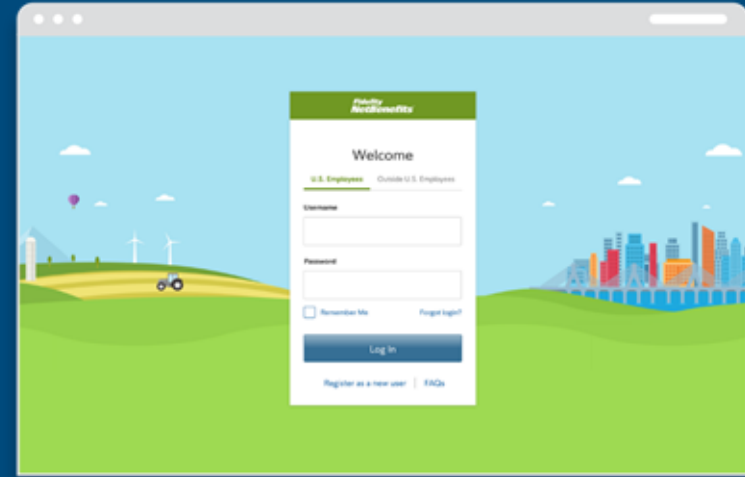 Fidelity
NetBenefits
Welcome
U.S. Employees Outside U.S. Employees
Username
Password
Remember Me Forgot login?
Log In
Register as a new user | FAQs